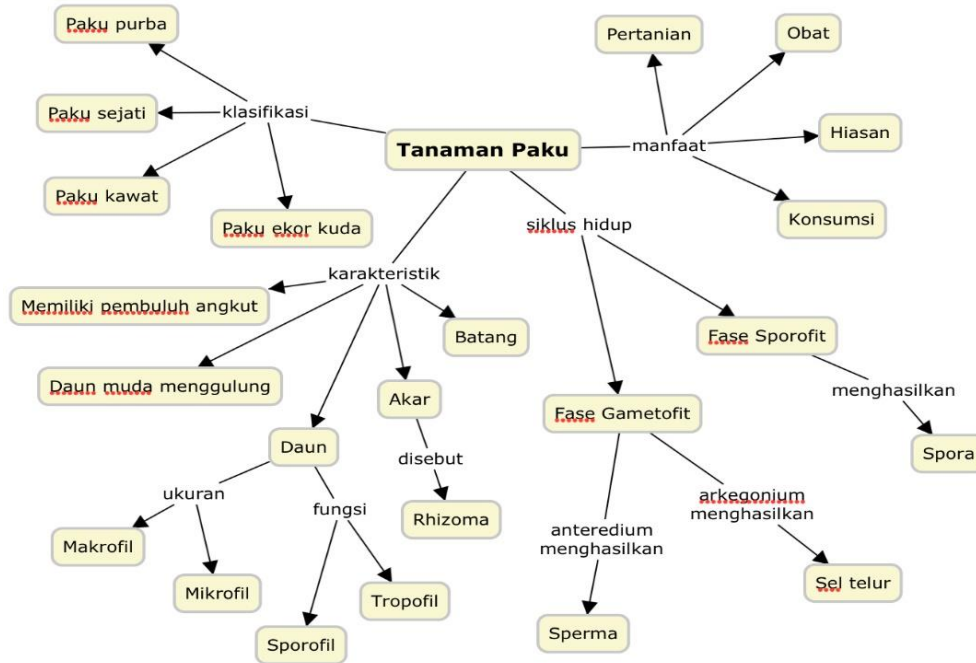 Tanaman Paku
klasifikasi
Paku purba
Paku sejati
Paku kawat
Paku ekor kuda
manfaat
Pertanian
Obat
Hiasan
Konsumsi
karakteristik
Memiliki pembuluh angkut
Daun muda menggulung
Daun
ukuran
Makrofil
Mikrofil
fungsi
Sporofil
Tropofil
Akar
disebut
Rhizoma
Batang
siklus hidup
Fase Gametofit
anteredium
menghasilkan
Sperma
arkegonium
menghasilkan
Sel telur
Fase Sporofit
menghasilkan
Spora